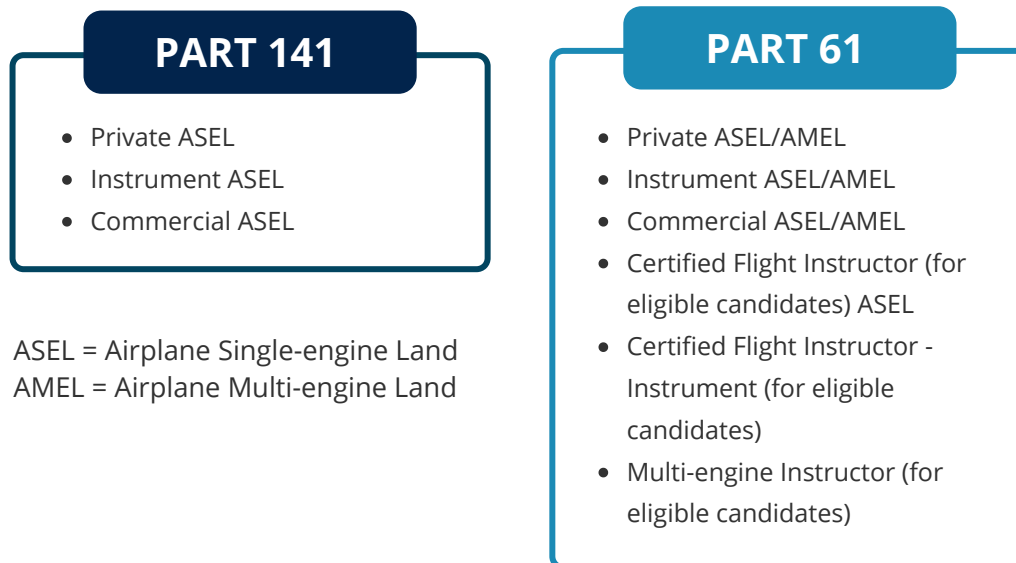 PART 141
Private ASEL
Instrument ASEL
Commercial ASEL
ASEL = Airplane Single-engine Land
AMEL = Airplane Multi-engine Land
PART 61
Private ASEL/AMEL
Instrument ASEL/AMEL
Commercial ASEL/AMEL
Certified Flight Instructor (for
eligible candidates) ASEL
Certified Flight Instructor -
Instrument (for eligible
candidates)
Multi-engine Instructor (for
eligible candidates)